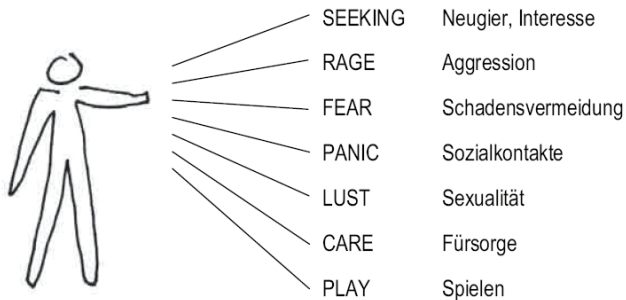 SEEKING Neugier, Interesse
RAGE Aggression
FEAR Schadensvermeidung
PANIC Sozialkontakte
LUST Sexualität
CARE Fürsorge
PLAY Spielen